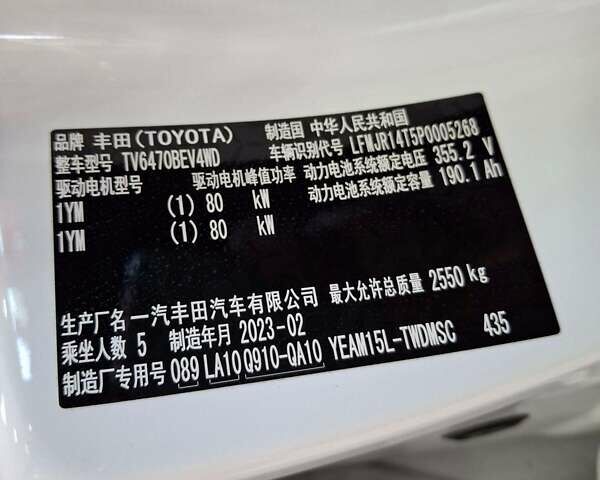 品牌 丰田(TOYOTA) 制造国 中华人民共和国
整车型号 TV6470BEV4WD 车辆识别代号 LFMJR14T5P0005268
驱动电机型号 驱动电机峰值功率 动力电池系统额定电压 355.2 V
1YM (1) 80 kW 动力电池系统额定容量 190.1 Ah
1YM (1) 80 kW
生产厂名 一汽丰田汽车有限公司 最大允许总质量 2550 kg
乘坐人数 5 制造年月 2023-02
制造厂专用号 089 LA10 Q910-QA10 YEAM15L-TWDMSC 435